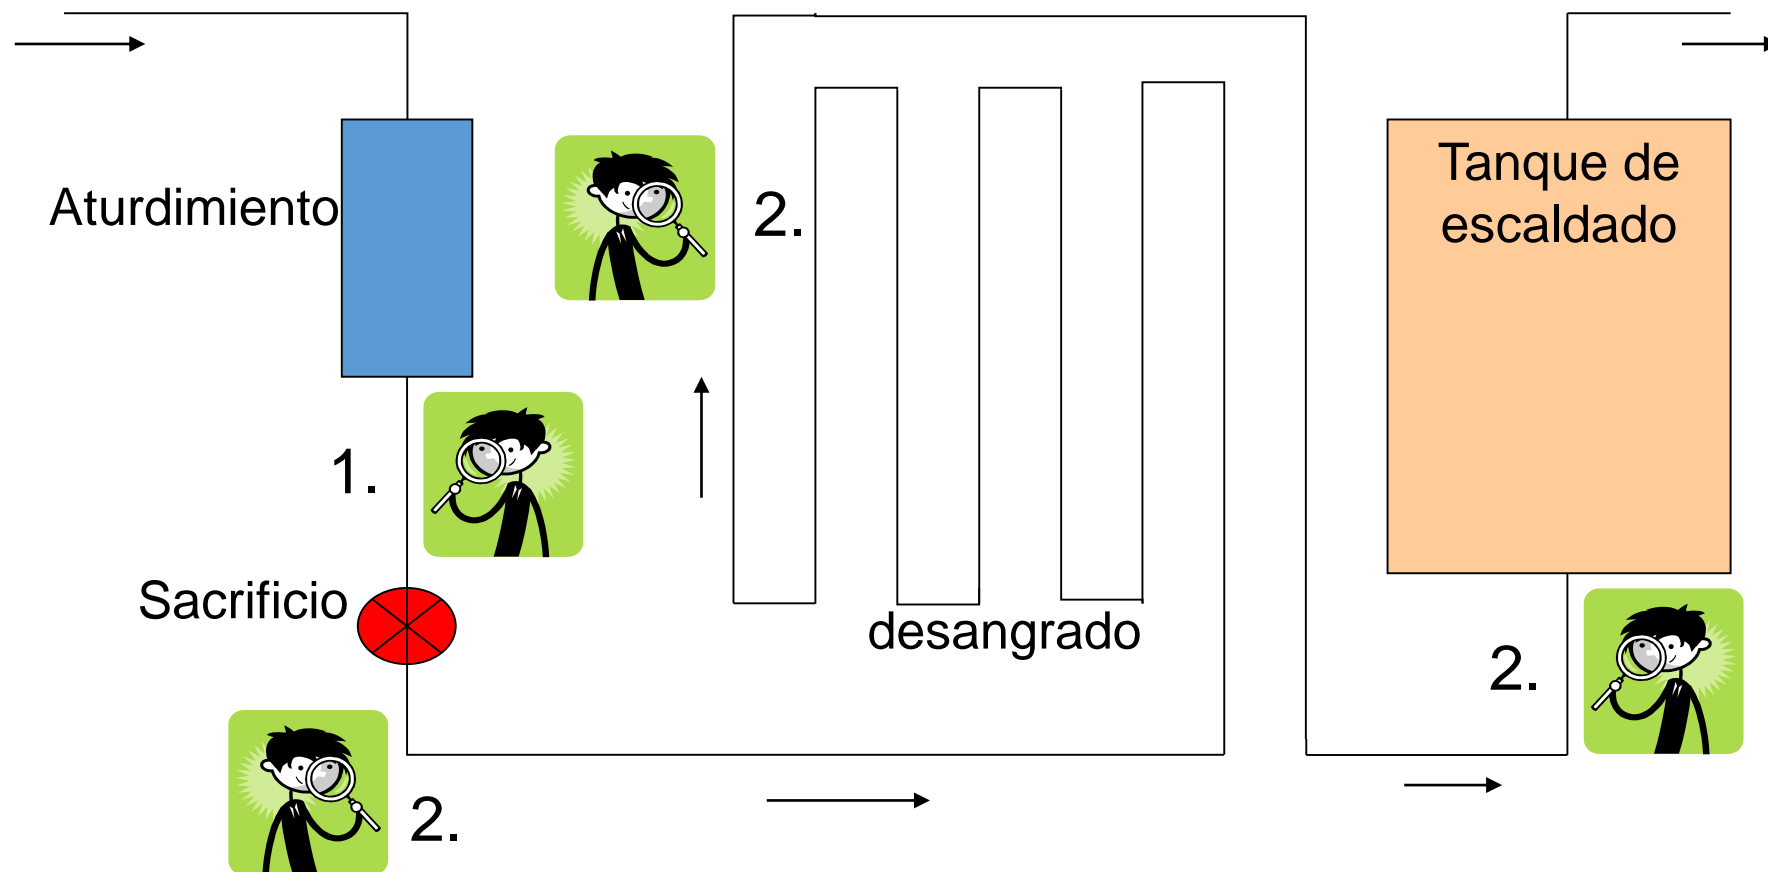 Aturdimiento
1.
Sacrificio
2.
2.
desangrado
2.
Tanque de
escaldado